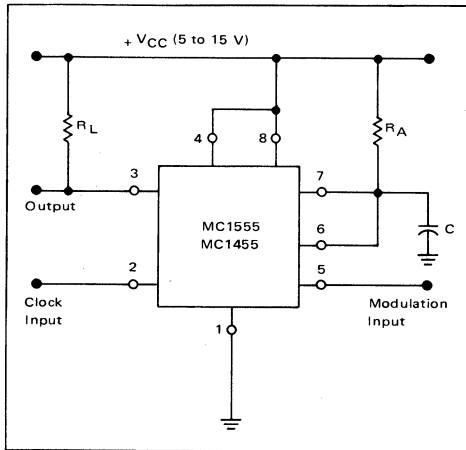 + VCC (5 to 15 V)
RL
4
8
RA
3
7
Output
MC1555
MC1455
6
C
2
5
Clock
Input
Modulation
Input
1